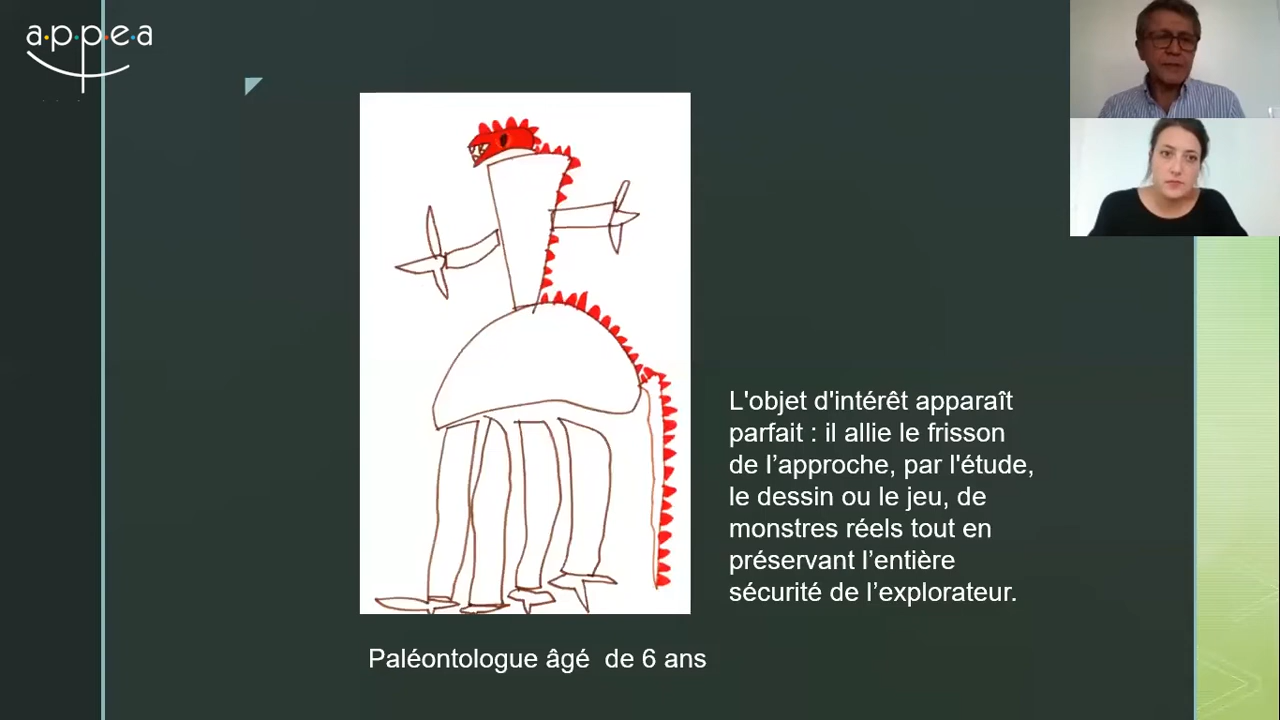 appea
L'objet d'intérêt apparaît
parfait : il allie le frisson
de l’approche, par l'étude,
le dessin ou le jeu, de
monstres réels tout en
préservant l’entière
sécurité de l’explorateur.
Paléontologue âgé  de 6 ans